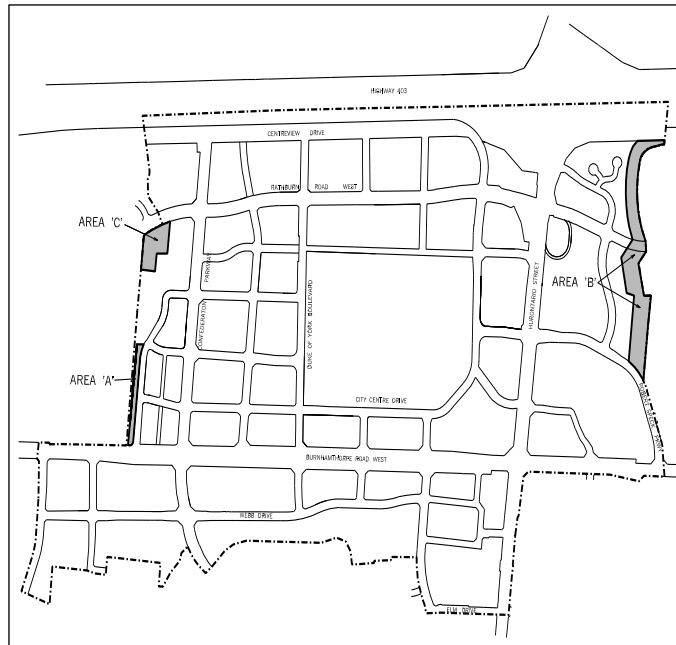 HIGHWAY 403
CENTREVIEW DRIVE
RATHBURN ROAD WEST
AREA 'C'
PARKWAY
CONFEDERATION
DUKE OF YORK BOULEVARD
HURONTARIO STREET
AREA 'B'
AREA 'A'
CITY CENTRE DRIVE
BURNHAMTHORPE ROAD WEST
WEBB DRIVE
ELM DRIVE